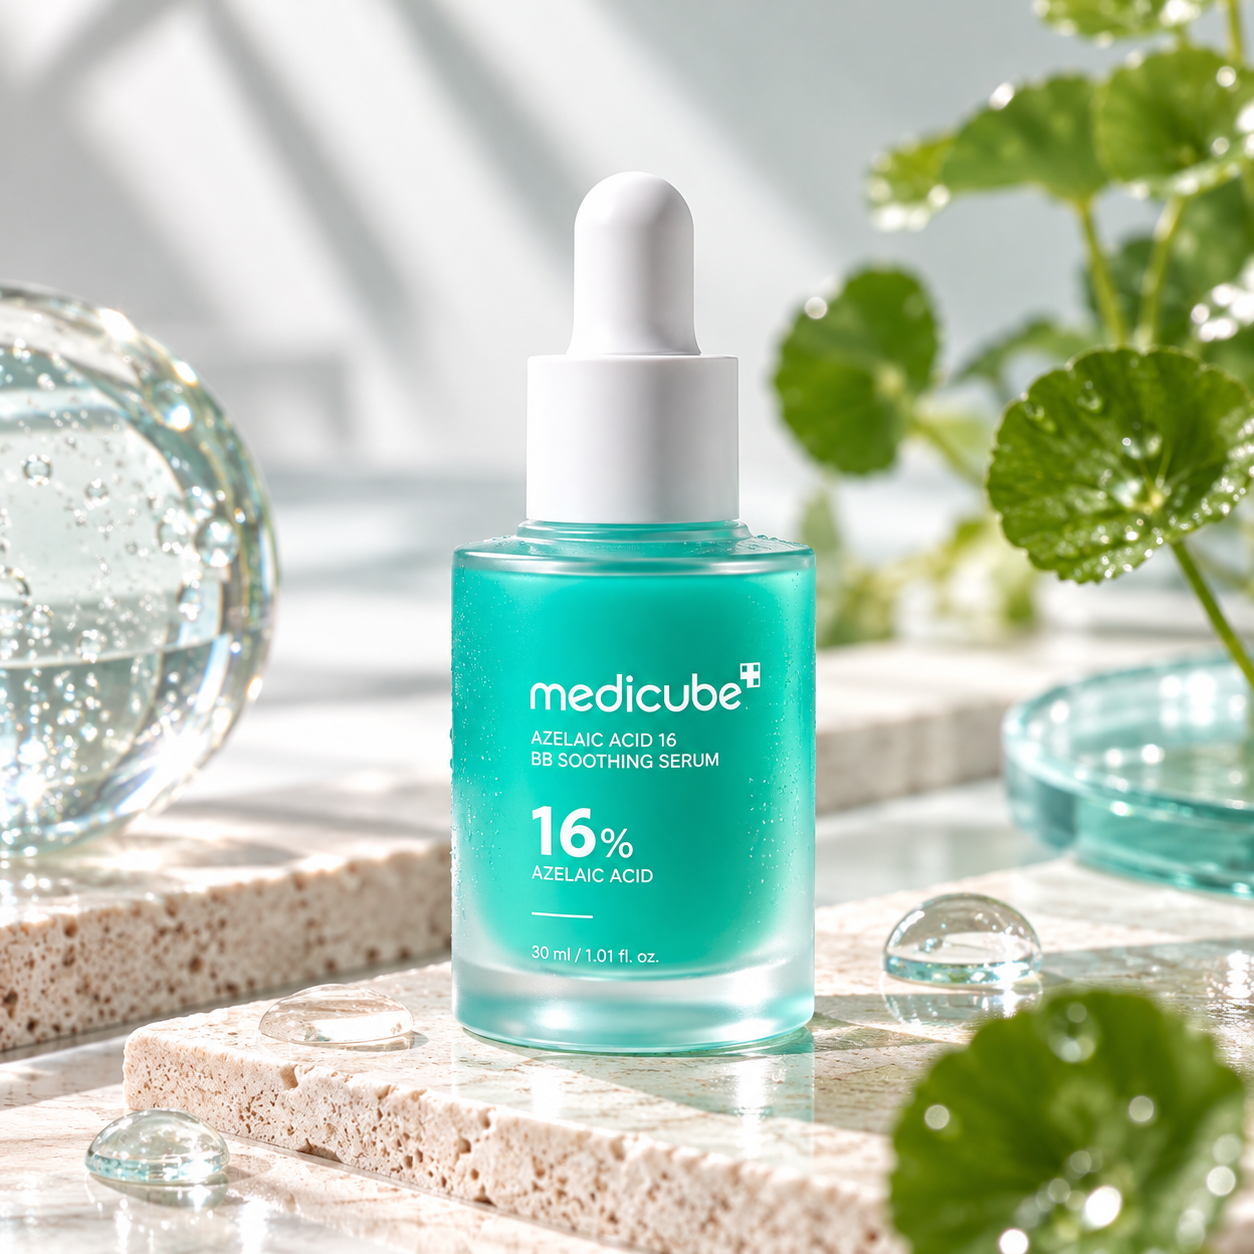 medicube
AZELAIC ACID 16
BB SOOTHING SERUM
16%
AZELAIC ACID
30 ml / 1.01 fl. oz.